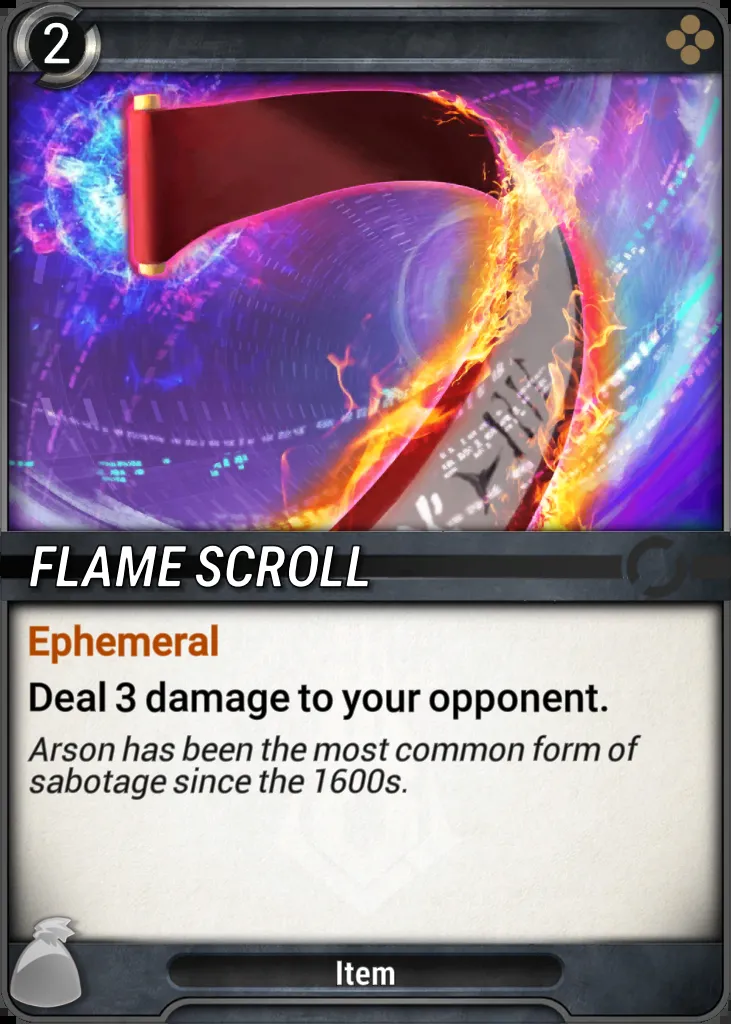 2
FLAME SCROLL
Ephemeral
Deal 3 damage to your opponent.
Arson has been the most common form of
sabotage since the 1600s.
Item